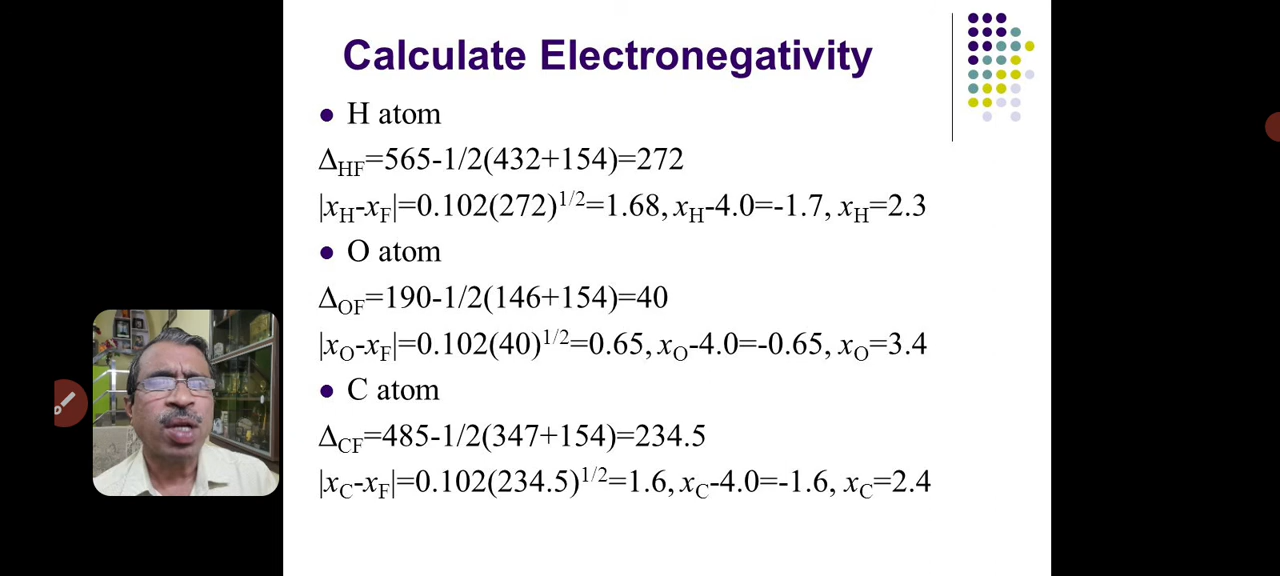 Calculate Electronegativity
● H atom
Δ_HF=565-1/2(432+154)=272
|x_H-x_F|=0.102(272)^1/2=1.68, x_H-4.0=-1.7, x_H=2.3
● O atom
Δ_OF=190-1/2(146+154)=40
|x_O-x_F|=0.102(40)^1/2=0.65, x_O-4.0=-0.65, x_O=3.4
● C atom
Δ_CF=485-1/2(347+154)=234.5
|x_C-x_F|=0.102(234.5)^1/2=1.6, x_C-4.0=-1.6, x_C=2.4